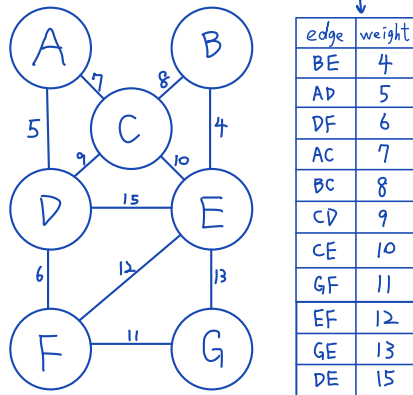 A
B
7
8
C
5
4
9
10
D
15
E
6
12
13
F
11
G
edge weight
BE 4
AD 5
DF 6
AC 7
BC 8
CD 9
CE 10
GF 11
EF 12
GE 13
DE 15